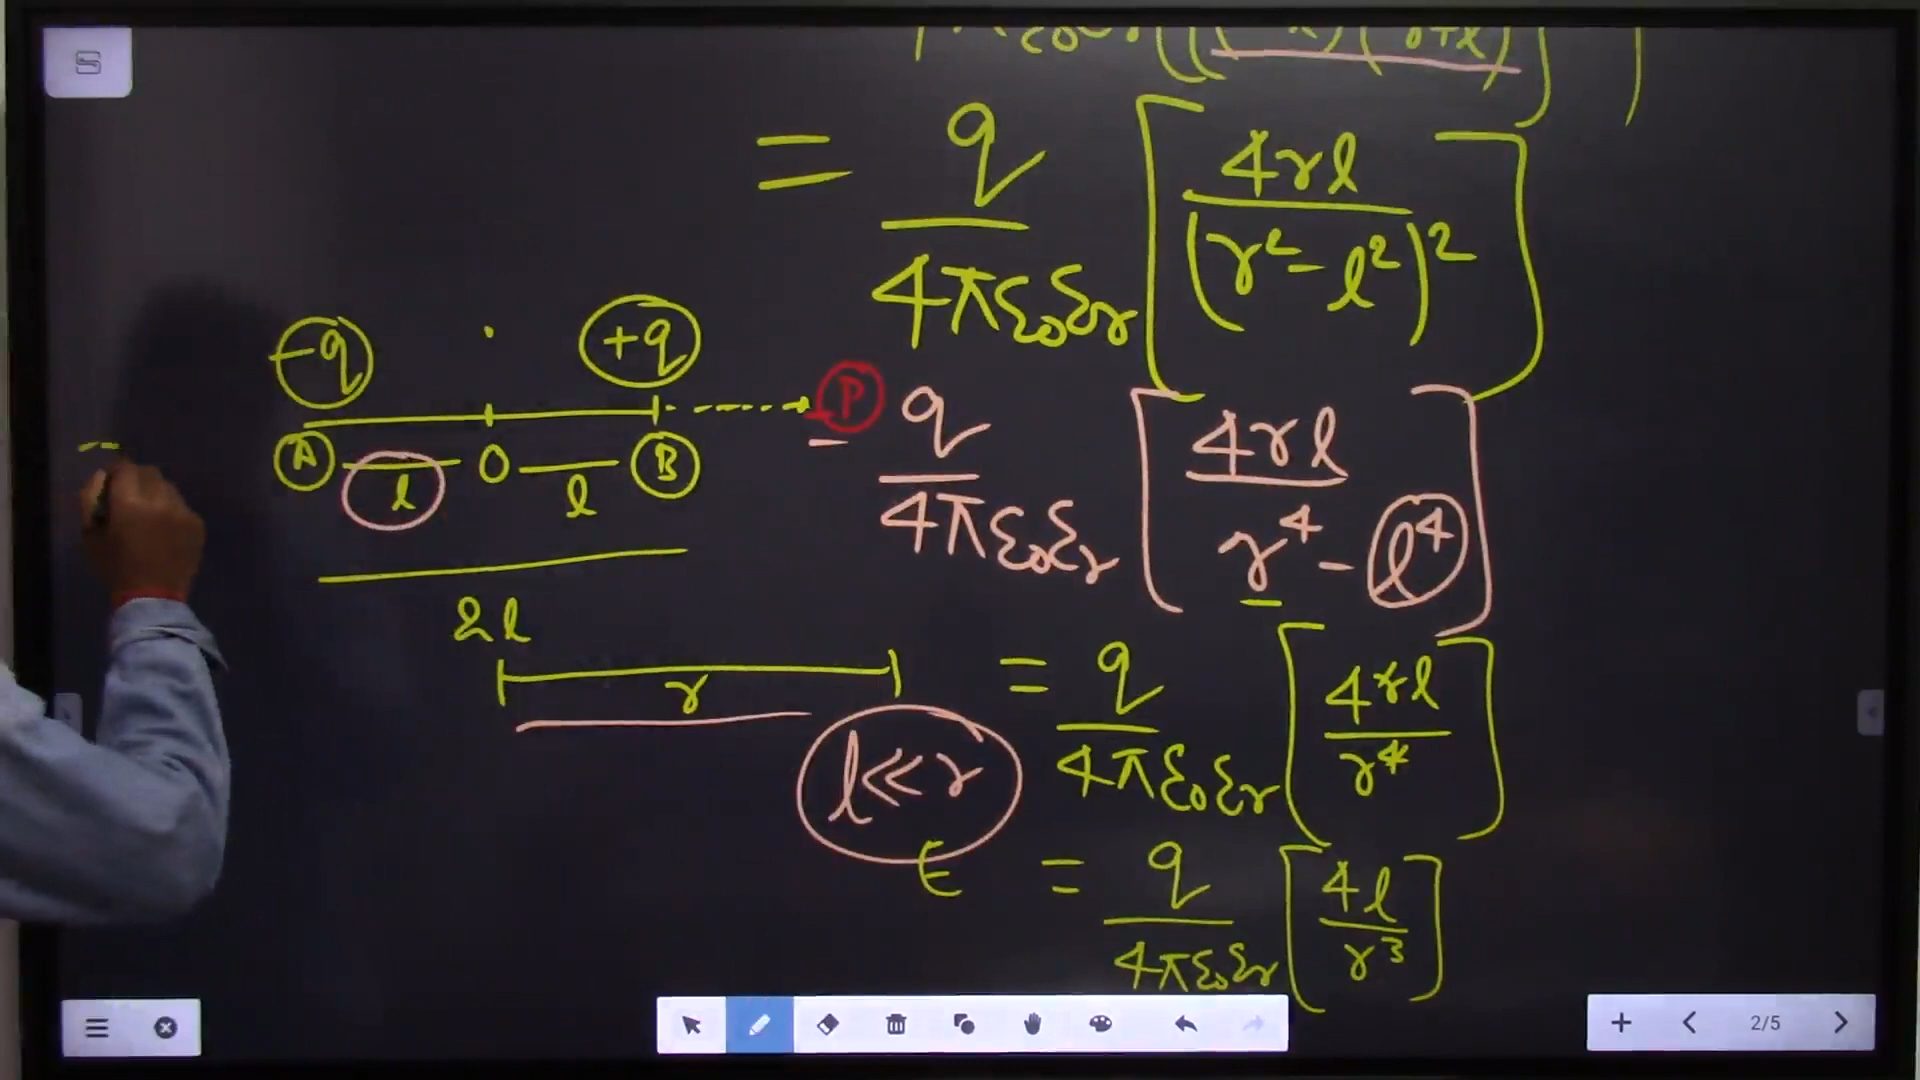 = q / 4πε₀εr [ 4rl / (r² - l²)² ]
-q +q
P
A l O l B
2l
r
l << r
= q / 4πε₀εr [ 4rl / r⁴ - l⁴ ]
= q / 4πε₀εr [ 4rl / r⁴ ]
E = q / 4πε₀εr [ 4l / r³ ]
2/5